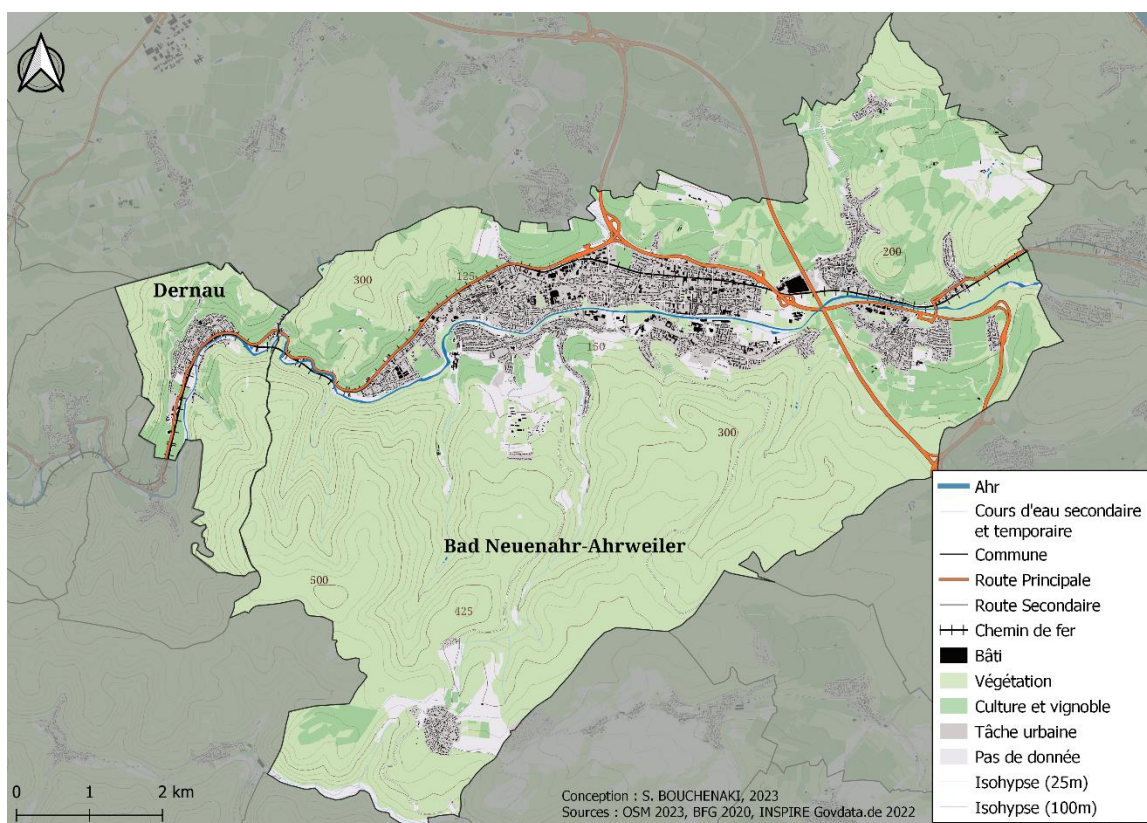 Dernau
300
125
200
150
300
Bad Neuenahr-Ahrweiler
500
425
Ahr
Cours d'eau secondaire
et temporaire
Commune
Route Principale
Route Secondaire
Chemin de fer
Bâti
Végétation
Culture et vignoble
Tâche urbaine
Pas de donnée
Isohypse (25m)
Isohypse (100m)
0 1 2 km
Conception : S. BOUCHENAKI, 2023
Sources : OSM 2023, BFG 2020, INSPIRE Govdata.de 2022